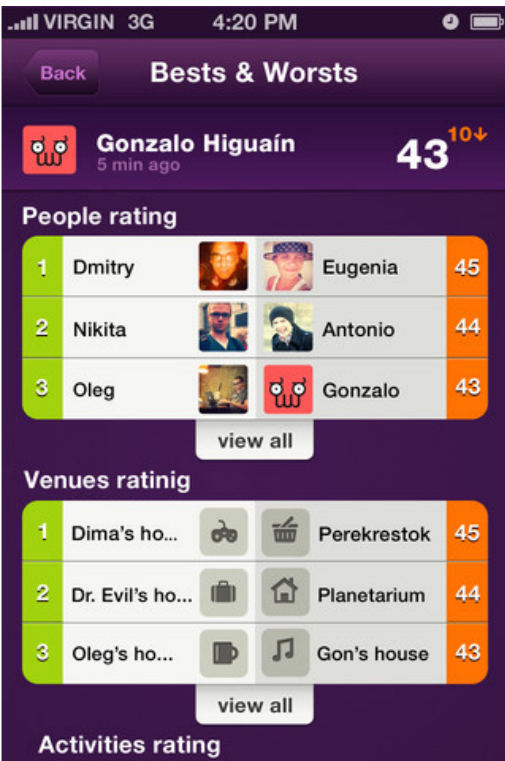 VIRGIN 3G 4:20 PM
Back Bests & Worsts
Gonzalo Higuaín 43 10↓
5 min ago
People rating
1 Dmitry Eugenia 45
2 Nikita Antonio 44
3 Oleg Gonzalo 43
view all
Venues ratinig
1 Dima's ho... Perekrestok 45
2 Dr. Evil's ho... Planetarium 44
3 Oleg's ho... Gon's house 43
view all
Activities rating